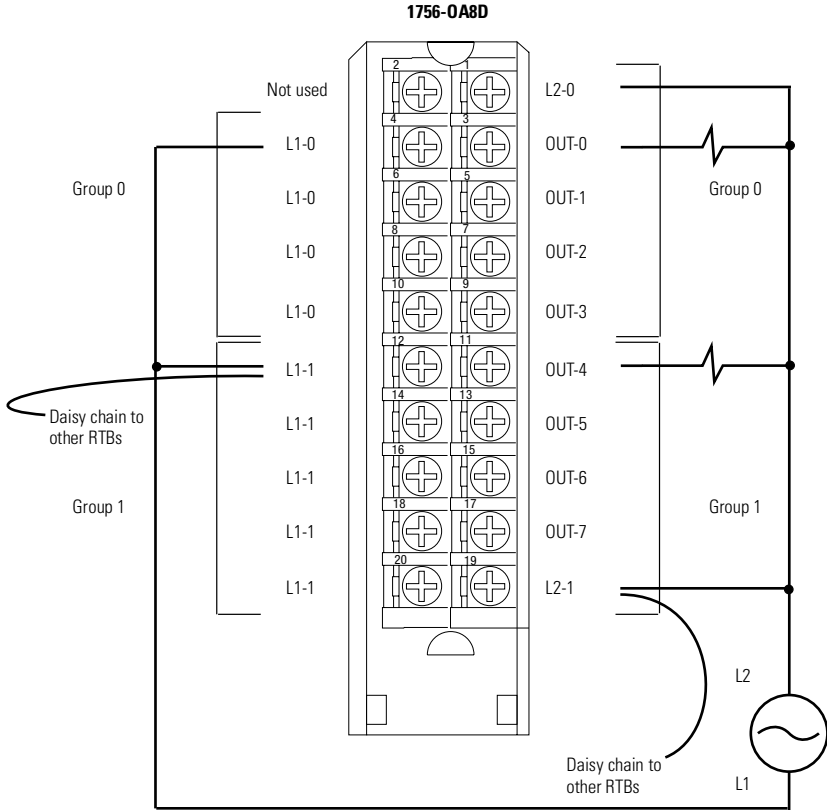 1756-OA8D
2 1
Not used L2-0
4 3
L1-0 OUT-0
6 5
Group 0 L1-0 OUT-1 Group 0
8 7
L1-0 OUT-2
10 9
L1-0 OUT-3
12 11
L1-1 OUT-4
14 13
Daisy chain to
other RTBs
L1-1 OUT-5
16 15
L1-1 OUT-6
Group 1 Group 1
18 17
L1-1 OUT-7
20 19
L1-1 L2-1
L2
Daisy chain to
other RTBs
L1